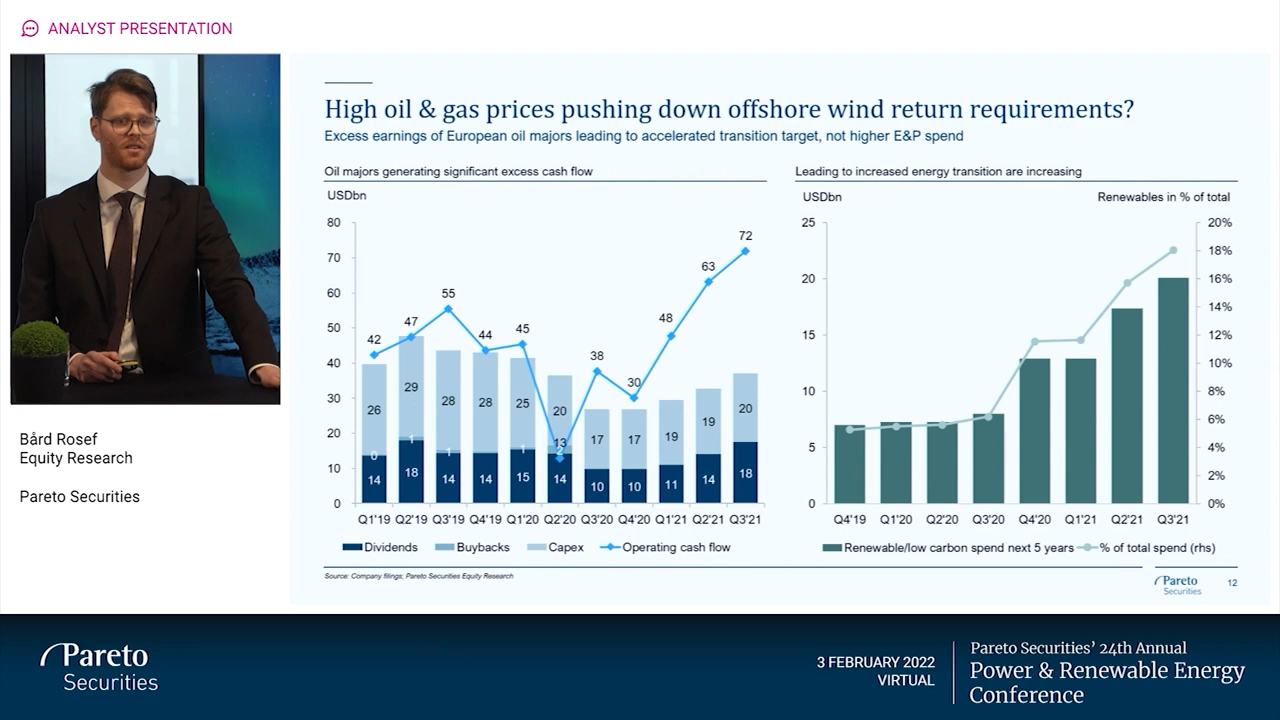 ANALYST PRESENTATION
High oil & gas prices pushing down offshore wind return requirements?
Excess earnings of European oil majors leading to accelerated transition target, not higher E&P spend
Oil majors generating significant excess cash flow
USDbn
80
70
60
50
40
30
20
10
0
42
47
55
44
45
13
38
30
48
63
72
26
29
28
28
25
20
17
17
19
19
20
0
1
1
1
2
14
18
14
14
15
14
10
10
11
14
18
Q1'19 Q2'19 Q3'19 Q4'19 Q1'20 Q2'20 Q3'20 Q4'20 Q1'21 Q2'21 Q3'21
Dividends Buybacks Capex Operating cash flow
Leading to increased energy transition are increasing
USDbn Renewables in % of total
25
20
15
10
5
0
20%
18%
16%
14%
12%
10%
8%
6%
4%
2%
0%
Q4'19 Q1'20 Q2'20 Q3'20 Q4'20 Q1'21 Q2'21 Q3'21
Renewable/low carbon spend next 5 years % of total spend (rhs)
Source: Company filings; Pareto Securities Equity Research
Pareto
Securities
12
Bård Rosef
Equity Research
Pareto Securities
Pareto
Securities
3 FEBRUARY 2022
VIRTUAL
Pareto Securities' 24th Annual
Power & Renewable Energy
Conference